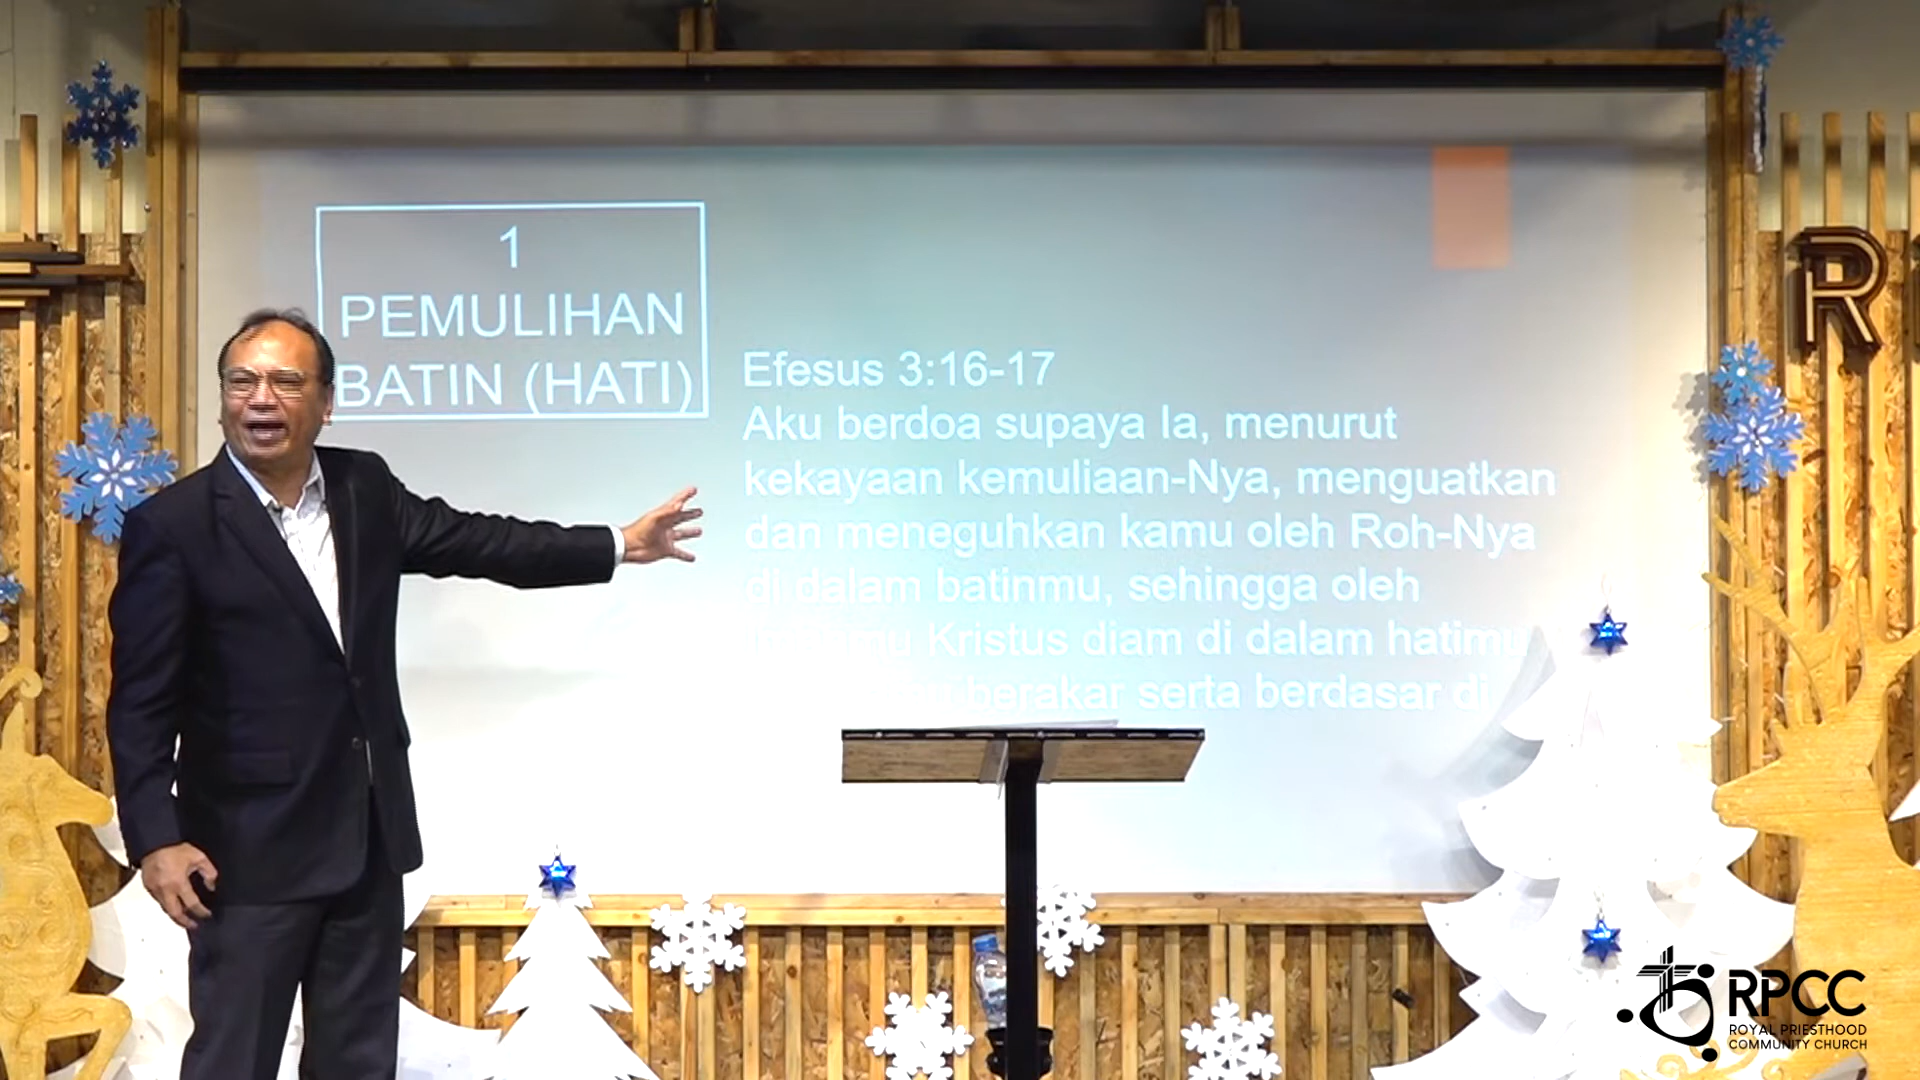 1
PEMULIHAN
BATIN (HATI)
Efesus 3:16-17
Aku berdoa supaya Ia, menurut
kekayaan kemuliaan-Nya, menguatkan
dan meneguhkan kamu oleh Roh-Nya
di dalam batinmu, sehingga oleh
Kristus diam di dalam hatimu
berakar serta berdasar di
R
RPCC
ROYAL PRIESTHOOD
COMMUNITY CHURCH